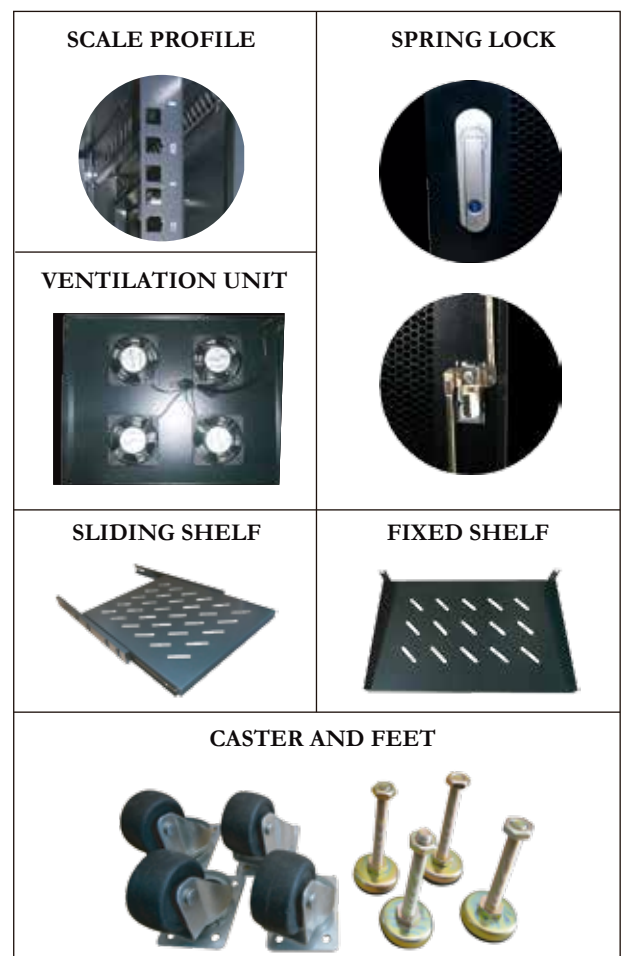 SCALE PROFILE
SPRING LOCK
VENTILATION UNIT
SLIDING SHELF
FIXED SHELF
CASTER AND FEET